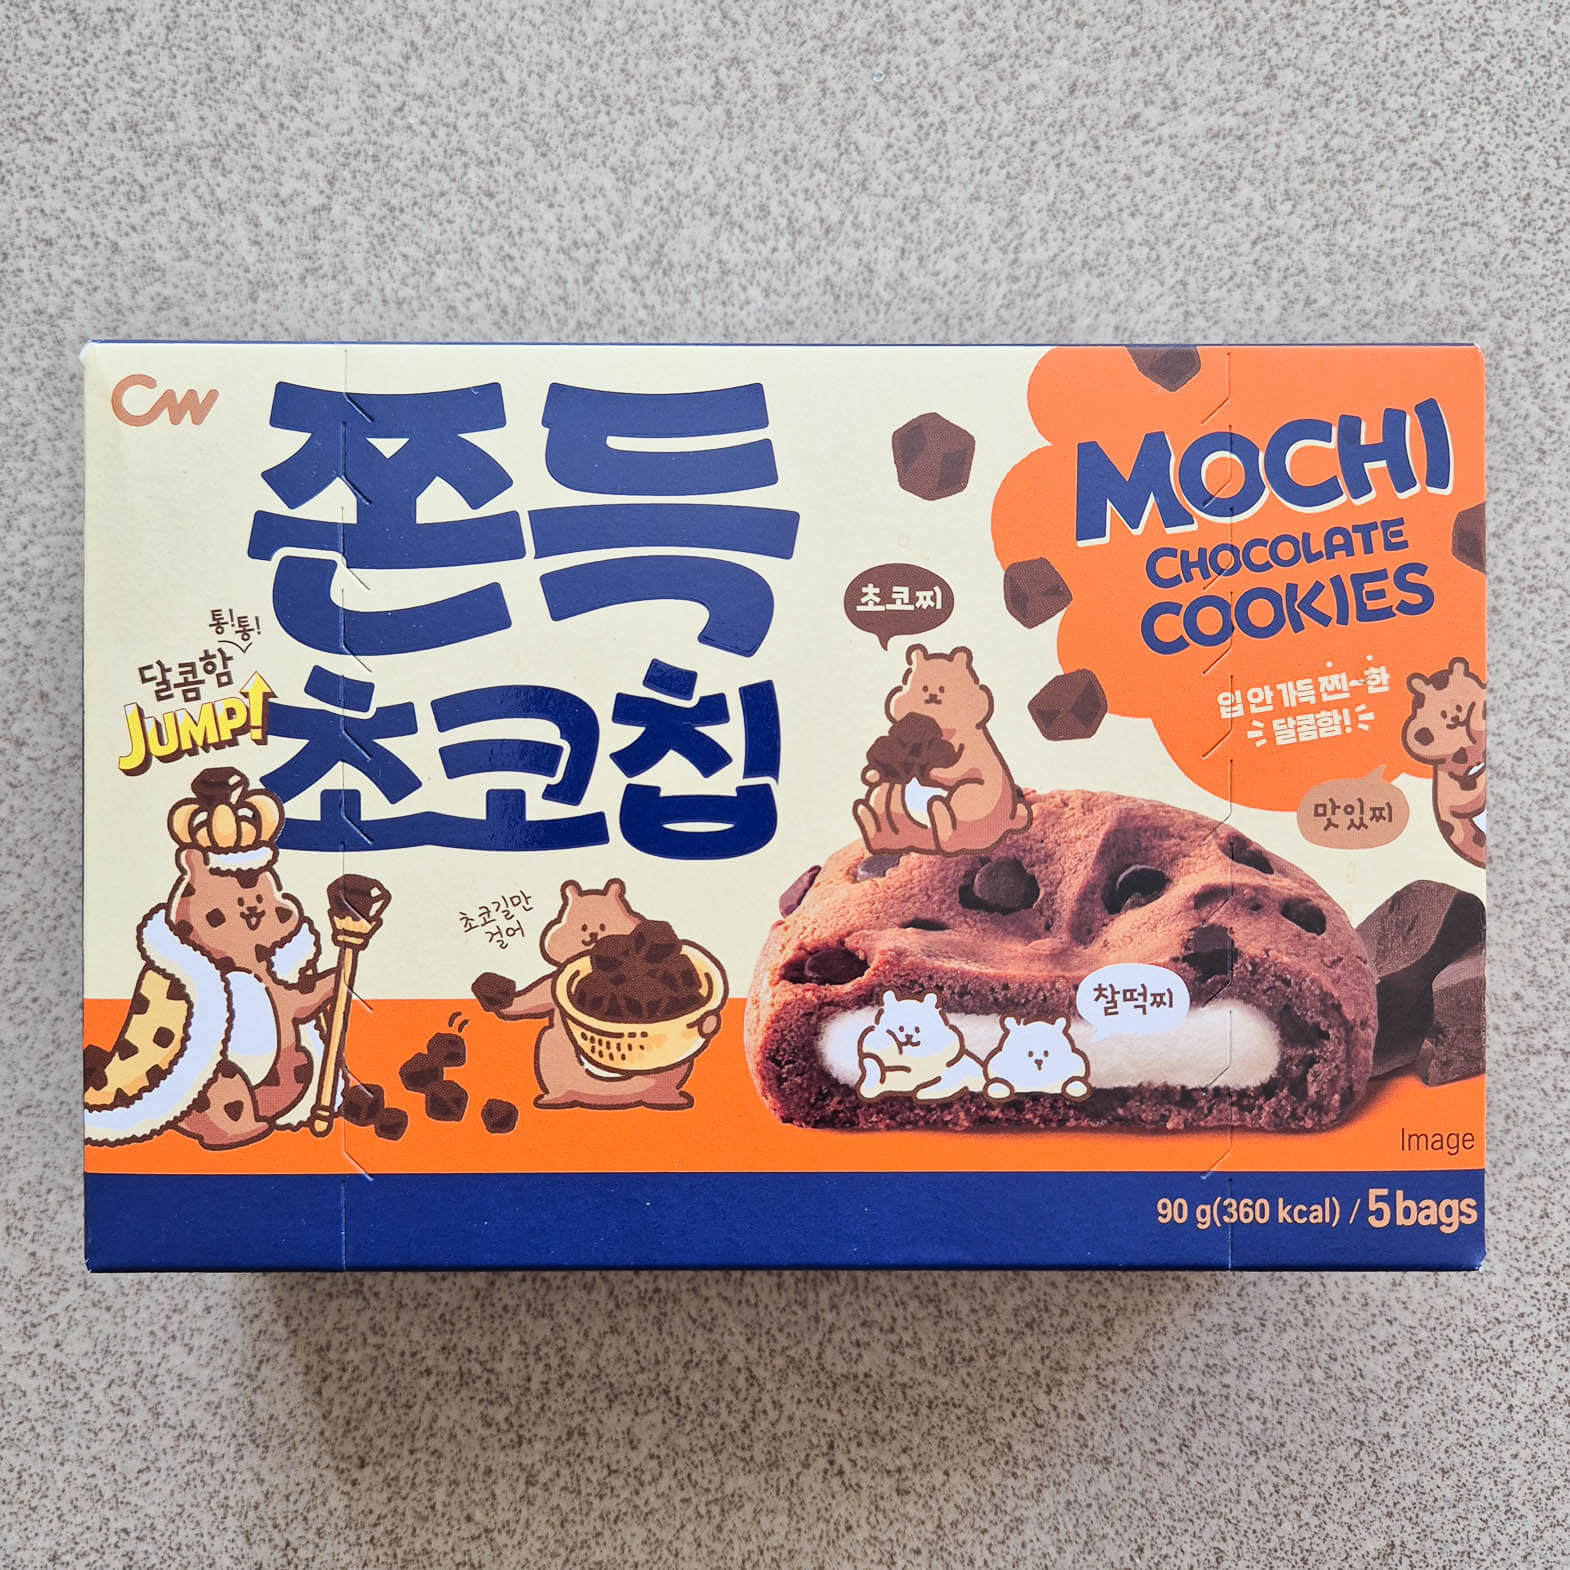 CW
쫀득
초코칩
통!통!
달콤함
JUMP!
초코길만
걸어
초코찌
MOCHI
CHOCOLATE
COOKIES
입 안 가득 찐~한
달콤함!
맛있찌
찰떡찌
Image
90 g(360 kcal) / 5bags